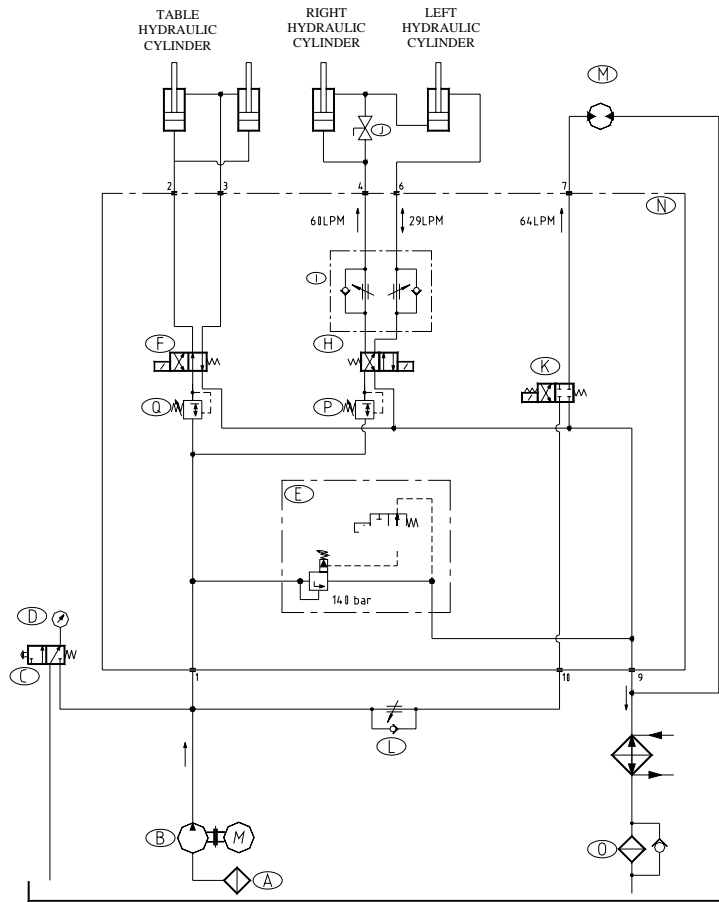 TABLE
HYDRAULIC
CYLINDER
RIGHT
HYDRAULIC
CYLINDER
LEFT
HYDRAULIC
CYLINDER
M
J
2
3
4
6
7
N
60LPM
29LPM
64LPM
I
F
H
K
Q
P
E
140 bar
D
C
1
10
9
L
B
M
A
O